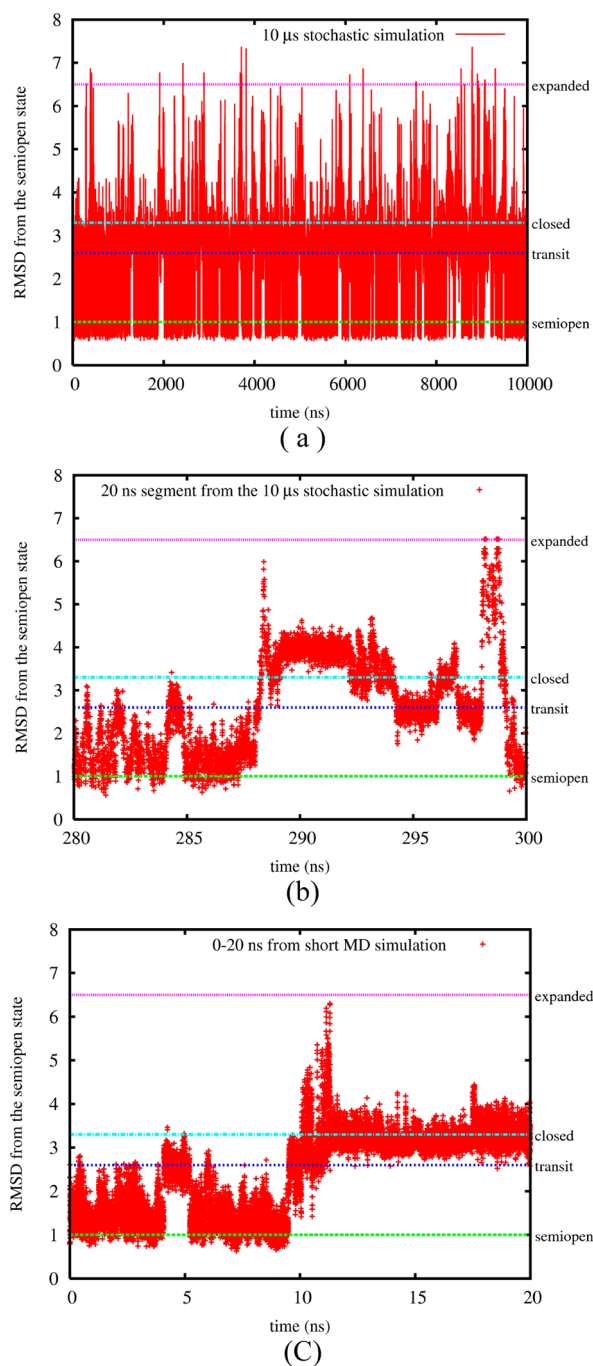 8
10 μs stochastic simulation
7
expanded
6
5
4
closed
3
transit
2
semiopen
1
0
RMSD from the semiopen state
0 2000 4000 6000 8000 10000
time (ns)
( a )
8
20 ns segment from the 10 μs stochastic simulation
7
expanded
6
5
4
closed
3
transit
2
semiopen
1
0
RMSD from the semiopen state
280 285 290 295 300
time (ns)
(b)
8
0-20 ns from short MD simulation
7
expanded
6
5
4
closed
3
transit
2
semiopen
1
0
RMSD from the semiopen state
0 5 10 15 20
time (ns)
(C)